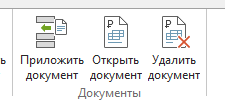 ь
Приложить Открыть Удалить
документ документ документ
Документы